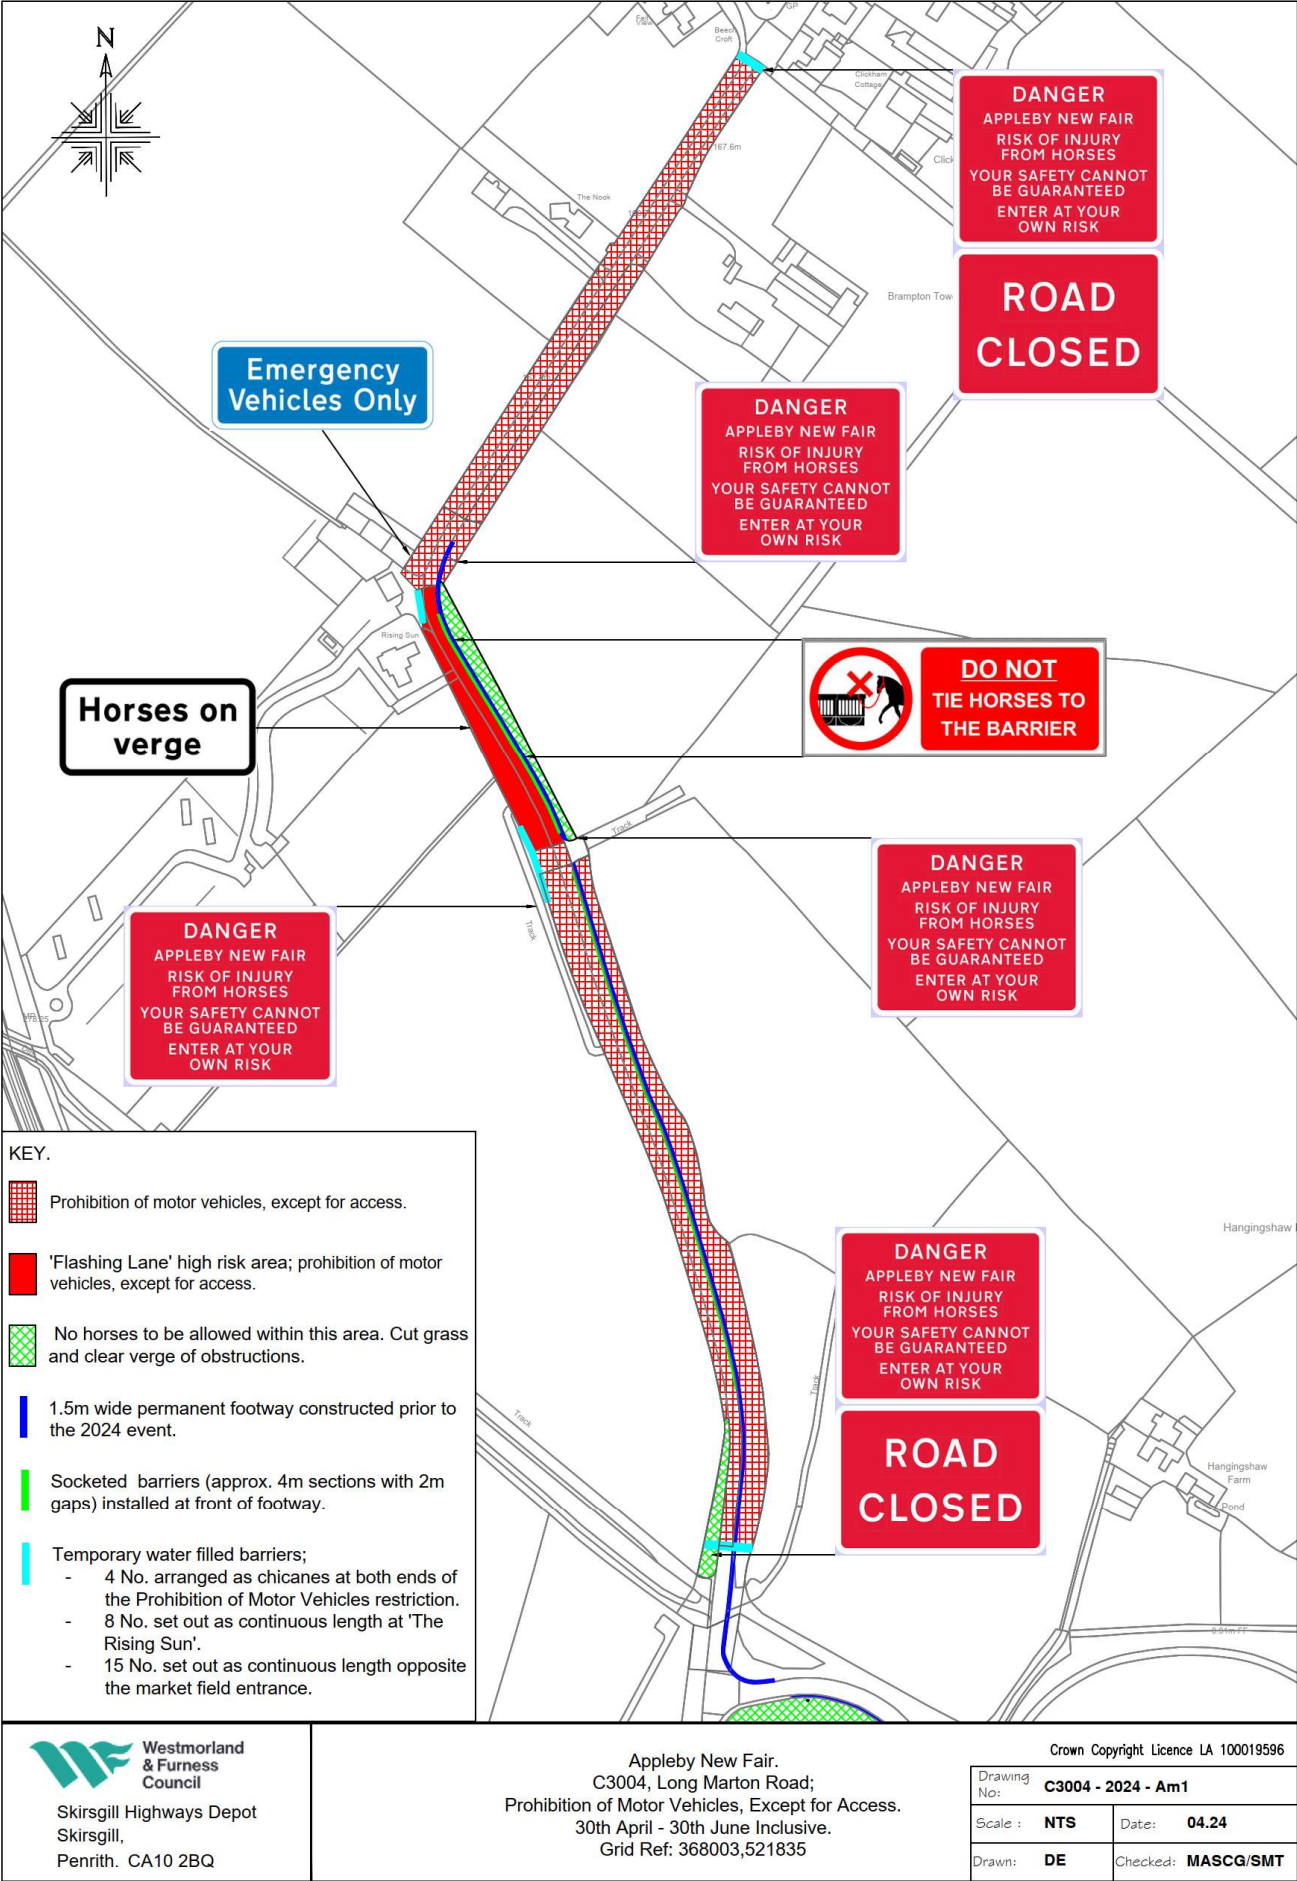 N
Fell
View
Beech
Croft
GP
Clickham
Cottage
Click
167.6m
The Nook
Brampton Tow
DANGER
APPLEBY NEW FAIR
RISK OF INJURY
FROM HORSES
YOUR SAFETY CANNOT
BE GUARANTEED
ENTER AT YOUR
OWN RISK
ROAD
CLOSED
Emergency
Vehicles Only
DANGER
APPLEBY NEW FAIR
RISK OF INJURY
FROM HORSES
YOUR SAFETY CANNOT
BE GUARANTEED
ENTER AT YOUR
OWN RISK
Rising Sun
Horses on
verge
DO NOT
TIE HORSES TO
THE BARRIER
Track
DANGER
APPLEBY NEW FAIR
RISK OF INJURY
FROM HORSES
YOUR SAFETY CANNOT
BE GUARANTEED
ENTER AT YOUR
OWN RISK
Track
DANGER
APPLEBY NEW FAIR
RISK OF INJURY
FROM HORSES
YOUR SAFETY CANNOT
BE GUARANTEED
ENTER AT YOUR
OWN RISK
Hangingshaw
DANGER
APPLEBY NEW FAIR
RISK OF INJURY
FROM HORSES
YOUR SAFETY CANNOT
BE GUARANTEED
ENTER AT YOUR
OWN RISK
ROAD
CLOSED
Track
Track
Hangingshaw
Farm
Pond
KEY.
Prohibition of motor vehicles, except for access.
'Flashing Lane' high risk area; prohibition of motor
vehicles, except for access.
No horses to be allowed within this area. Cut grass
and clear verge of obstructions.
1.5m wide permanent footway constructed prior to
the 2024 event.
Socketed barriers (approx. 4m sections with 2m
gaps) installed at front of footway.
Temporary water filled barriers;
- 4 No. arranged as chicanes at both ends of
the Prohibition of Motor Vehicles restriction.
- 8 No. set out as continuous length at 'The
Rising Sun'.
- 15 No. set out as continuous length opposite
the market field entrance.
Westmorland
& Furness
Council
Skirsgill Highways Depot
Skirsgill,
Penrith. CA10 2BQ
Appleby New Fair.
C3004, Long Marton Road;
Prohibition of Motor Vehicles, Except for Access.
30th April - 30th June Inclusive.
Grid Ref: 368003,521835
Crown Copyright Licence LA 100019596
Drawing
No: C3004 - 2024 - Am1
Scale : NTS Date: 04.24
Drawn: DE Checked: MASCG/SMT